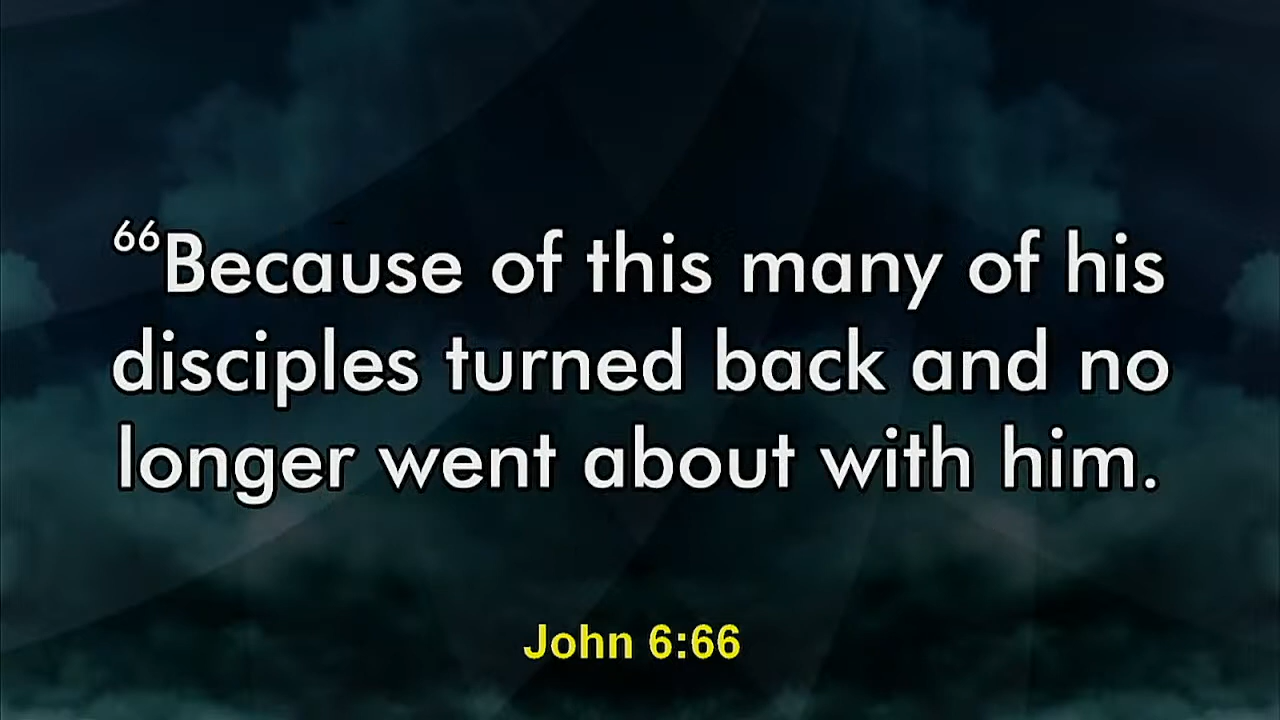 ⁶⁶Because of this many of his
disciples turned back and no
longer went about with him.
John 6:66